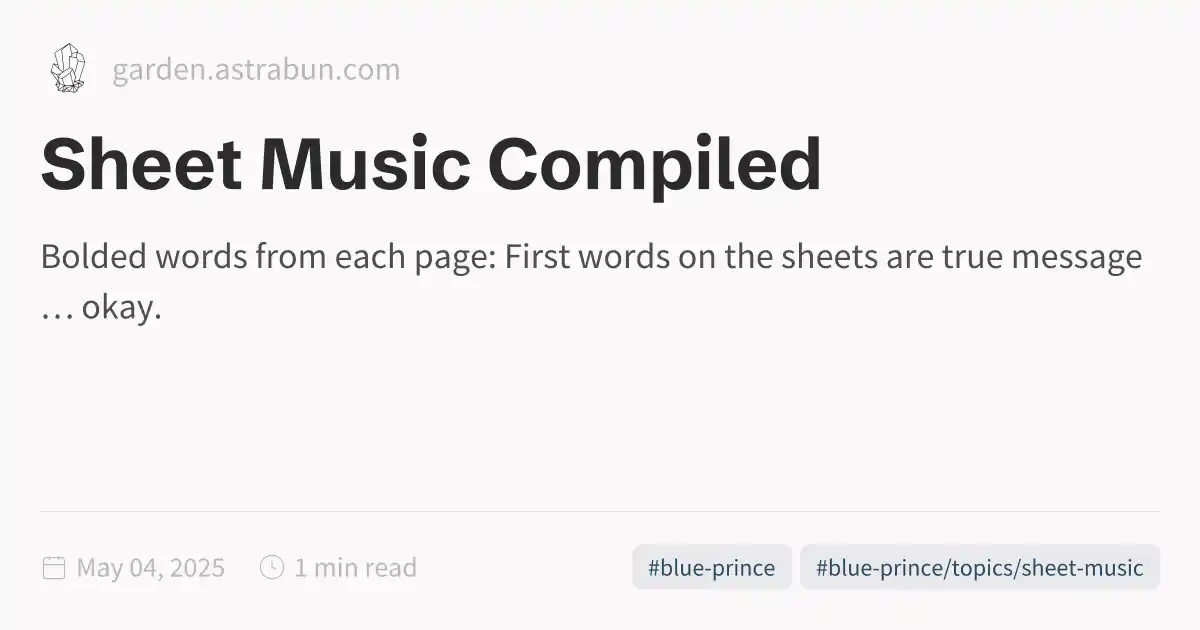 garden.astrabun.com
Sheet Music Compiled
Bolded words from each page: First words on the sheets are true message
… okay.
May 04, 2025
1 min read
#blue-prince
#blue-prince/topics/sheet-music